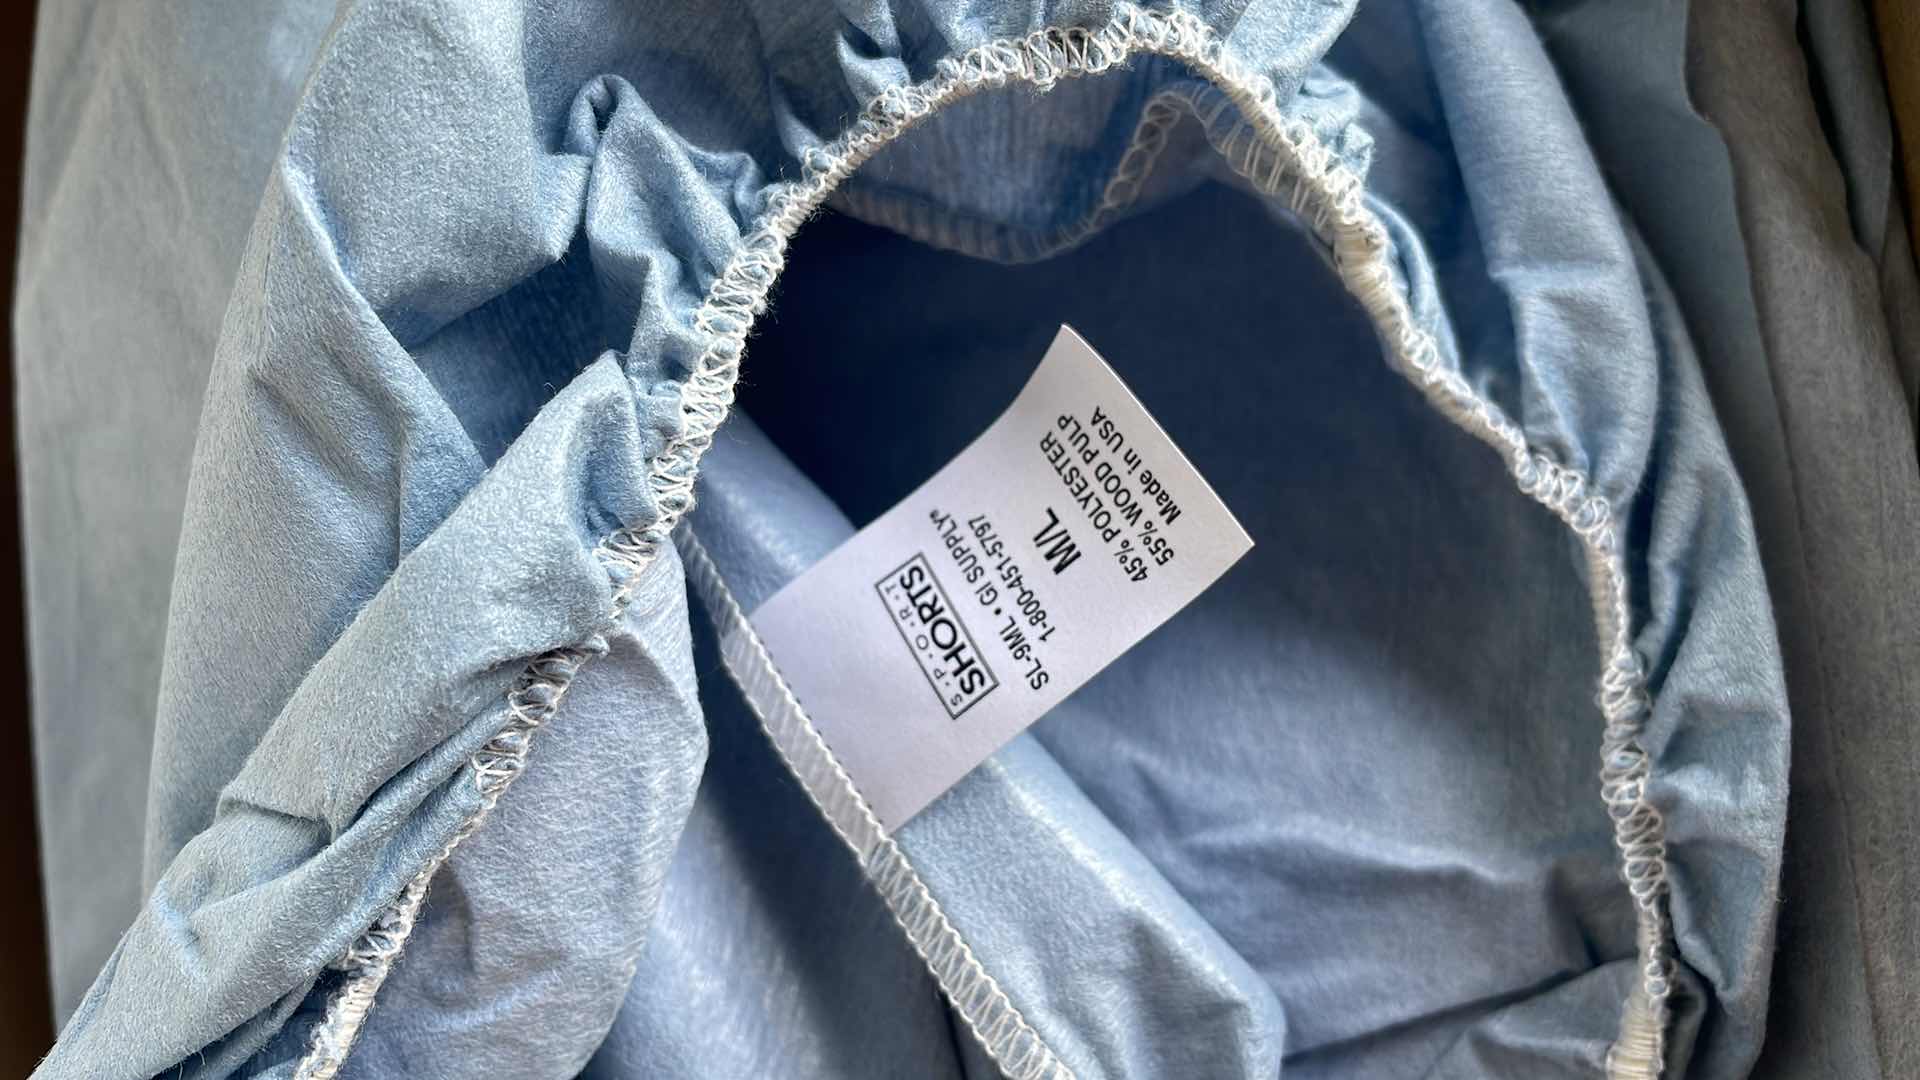 S·P·O·R·T
SHORTS
SL-9ML • GI SUPPLY®
1-800-451-5797
M/L
45% POLYESTER
55% WOOD PULP
Made in USA